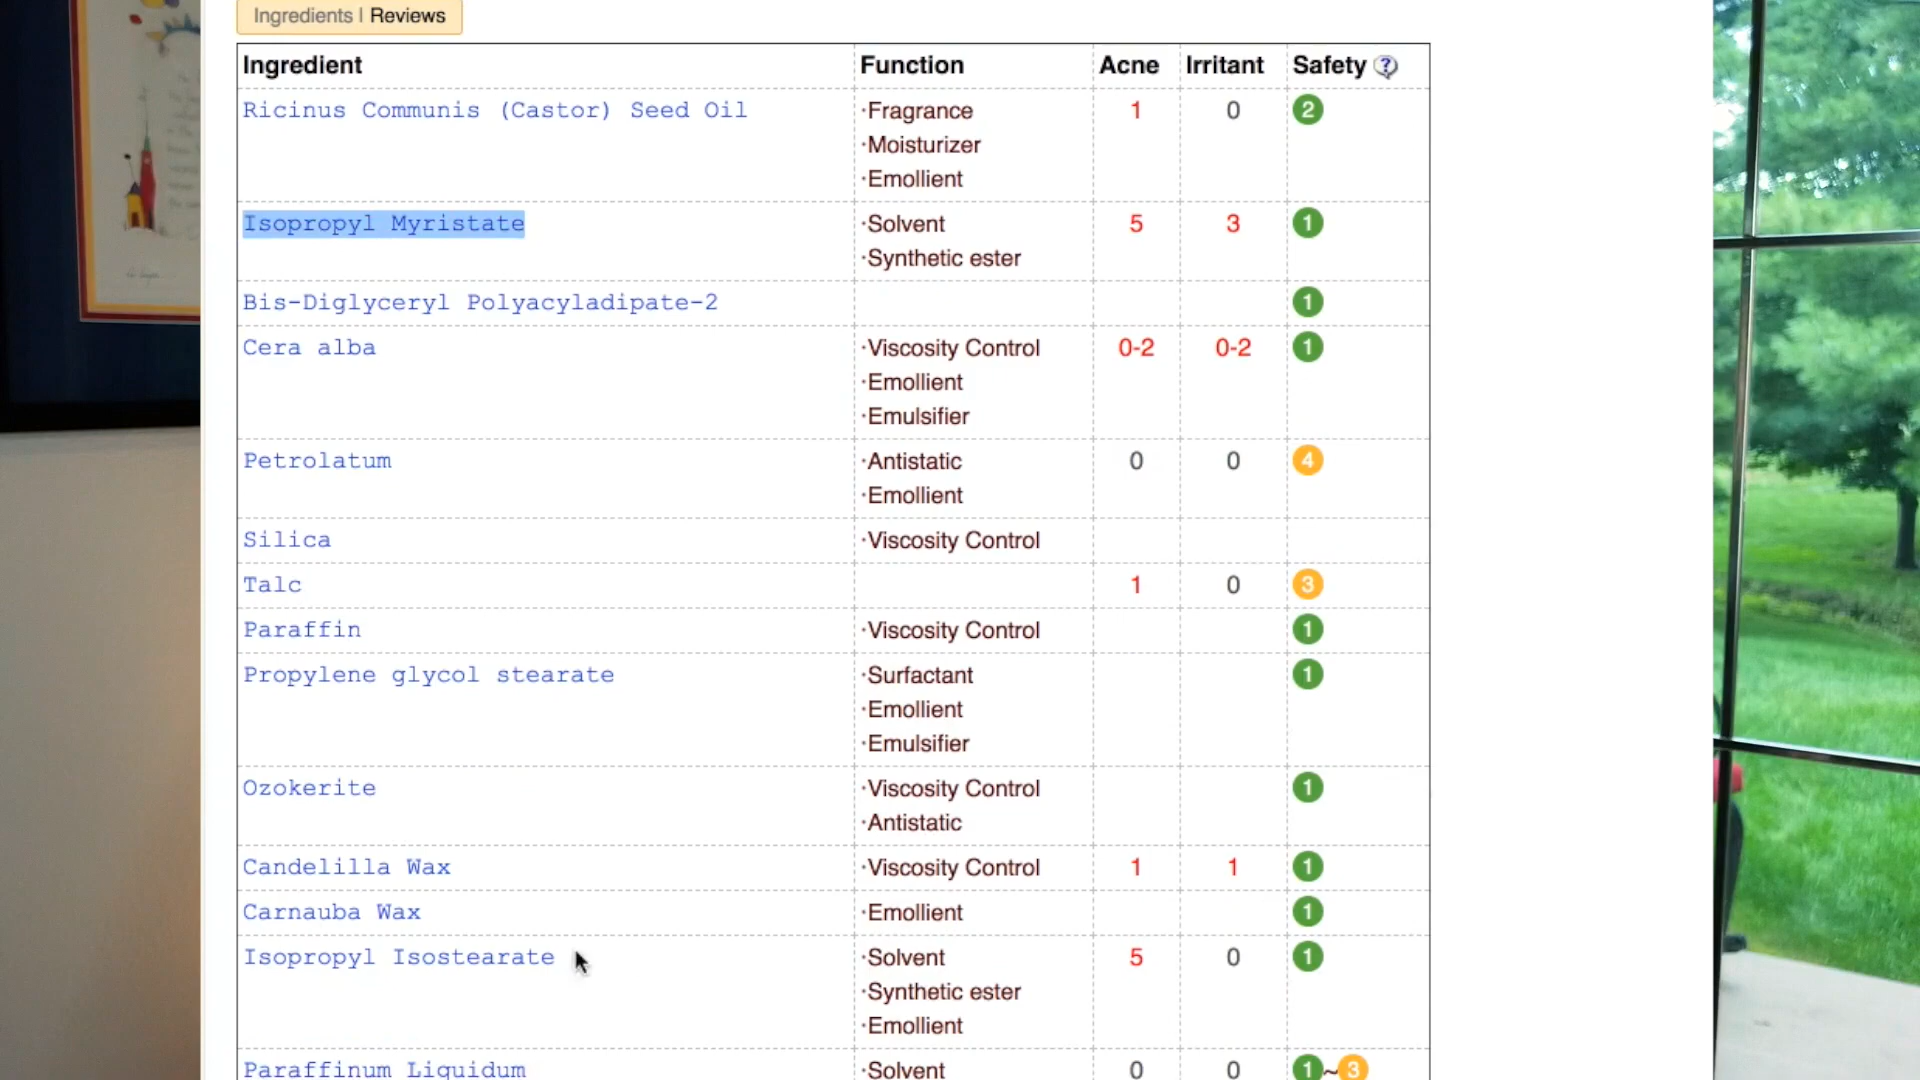 Ingredients | Reviews
Ingredient Function Acne Irritant Safety ?
Ricinus Communis (Castor) Seed Oil ·Fragrance 1 0 2
·Moisturizer
·Emollient
Isopropyl Myristate ·Solvent 5 3 1
·Synthetic ester
Bis-Diglyceryl Polyacyladipate-2 1
Cera alba ·Viscosity Control 0-2 0-2 1
·Emollient
·Emulsifier
Petrolatum ·Antistatic 0 0 4
·Emollient
Silica ·Viscosity Control
Talc 1 0 3
Paraffin ·Viscosity Control 1
Propylene glycol stearate ·Surfactant 1
·Emollient
·Emulsifier
Ozokerite ·Viscosity Control 1
·Antistatic
Candelilla Wax ·Viscosity Control 1 1 1
Carnauba Wax ·Emollient 1
Isopropyl Isostearate ·Solvent 5 0 1
·Synthetic ester
·Emollient
Paraffinum Liquidum ·Solvent 0 0 1~3